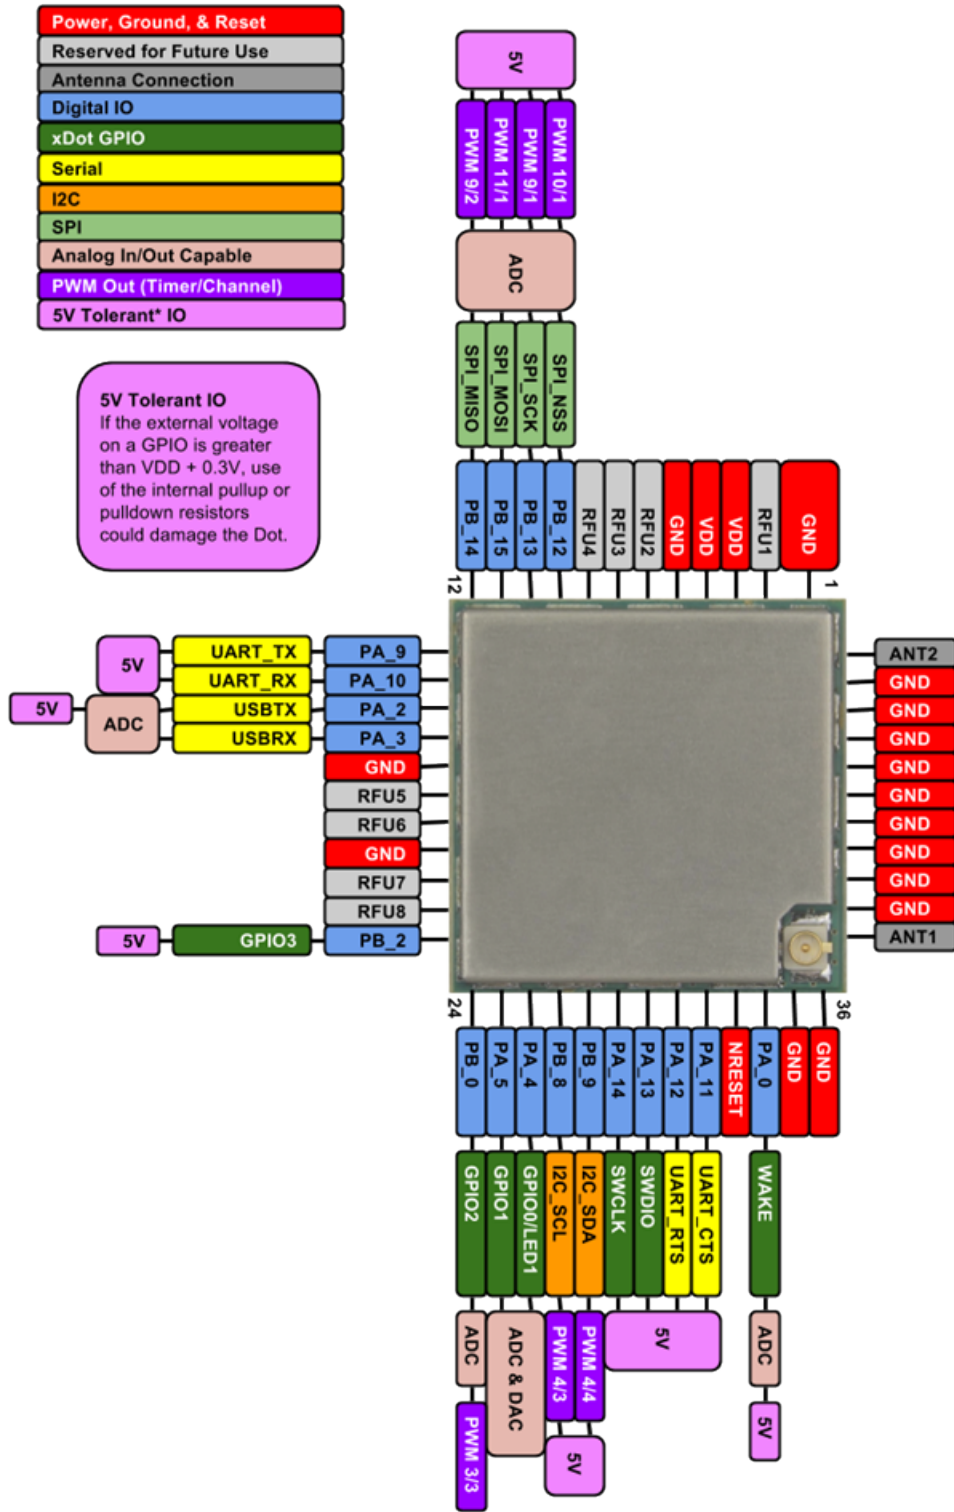 Power, Ground, & Reset
Reserved for Future Use
Antenna Connection
Digital IO
xDot GPIO
Serial
I2C
SPI
Analog In/Out Capable
PWM Out (Timer/Channel)
5V Tolerant* IO
5V Tolerant IO
If the external voltage
on a GPIO is greater
than VDD + 0.3V, use
of the internal pullup or
pulldown resistors
could damage the Dot.
5V
PWM 9/2
PWM 11/1
PWM 9/1
PWM 10/1
ADC
SPI_MISO
SPI_MOSI
SPI_SCK
SPI_NSS
PB_14
PB_15
PB_13
PB_12
RFU4
RFU3
RFU2
GND
VDD
VDD
RFU1
GND
12
1
5V
UART_TX
PA_9
UART_RX
PA_10
5V
ADC
USBTX
PA_2
USBRX
PA_3
GND
RFU5
RFU6
GND
RFU7
RFU8
5V
GPIO3
PB_2
ANT2
GND
GND
GND
GND
GND
GND
GND
GND
GND
ANT1
24
36
PB_0
PA_5
PA_4
PB_8
PB_9
PA_14
PA_13
PA_12
PA_11
NRESET
PA_0
GND
GND
GPIO2
GPIO1
GPIO0/LED1
I2C_SCL
I2C_SDA
SWCLK
SWDIO
UART_RTS
UART_CTS
WAKE
ADC
ADC & DAC
PWM 4/3
PWM 4/4
5V
ADC
PWM 3/3
5V
5V